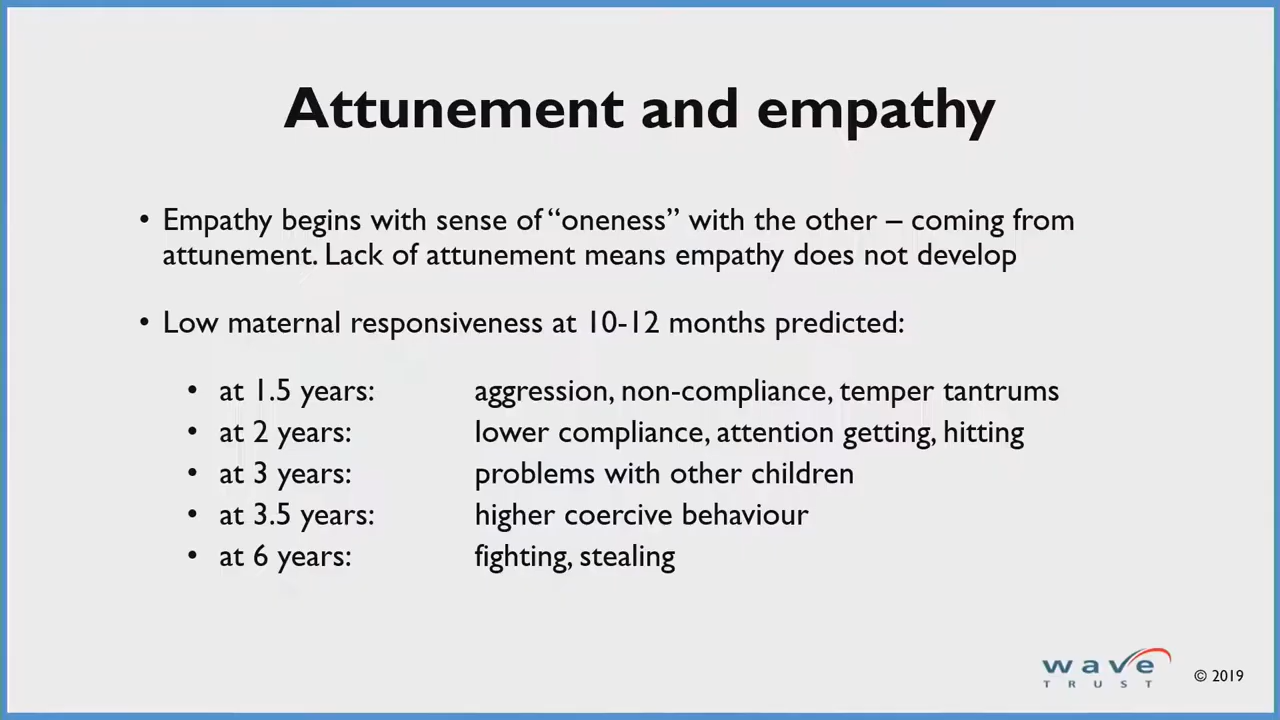 Attunement and empathy
• Empathy begins with sense of “oneness” with the other – coming from
attunement. Lack of attunement means empathy does not develop
• Low maternal responsiveness at 10-12 months predicted:
• at 1.5 years: aggression, non-compliance, temper tantrums
• at 2 years: lower compliance, attention getting, hitting
• at 3 years: problems with other children
• at 3.5 years: higher coercive behaviour
• at 6 years: fighting, stealing
wave
TRUST
© 2019